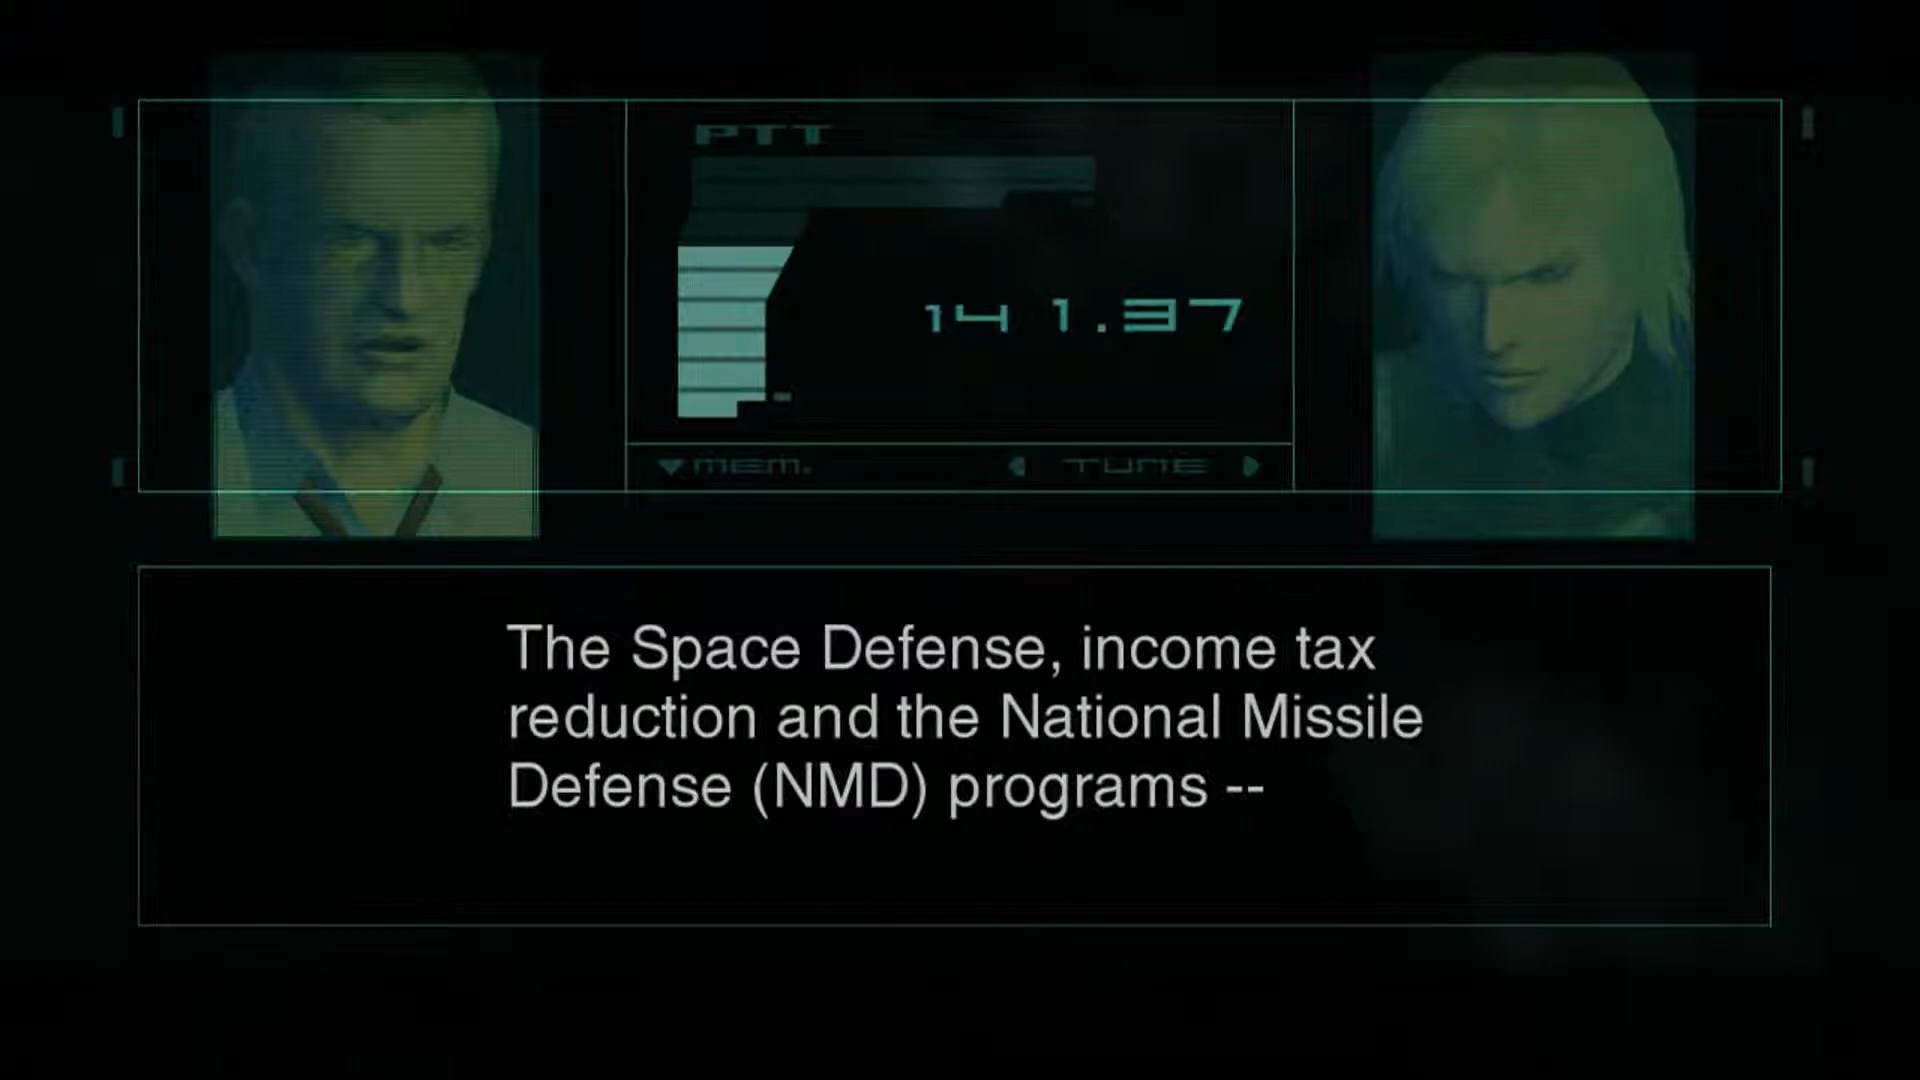 PTT
141.37
MEM.
TUNE
The Space Defense, income tax
reduction and the National Missile
Defense (NMD) programs --